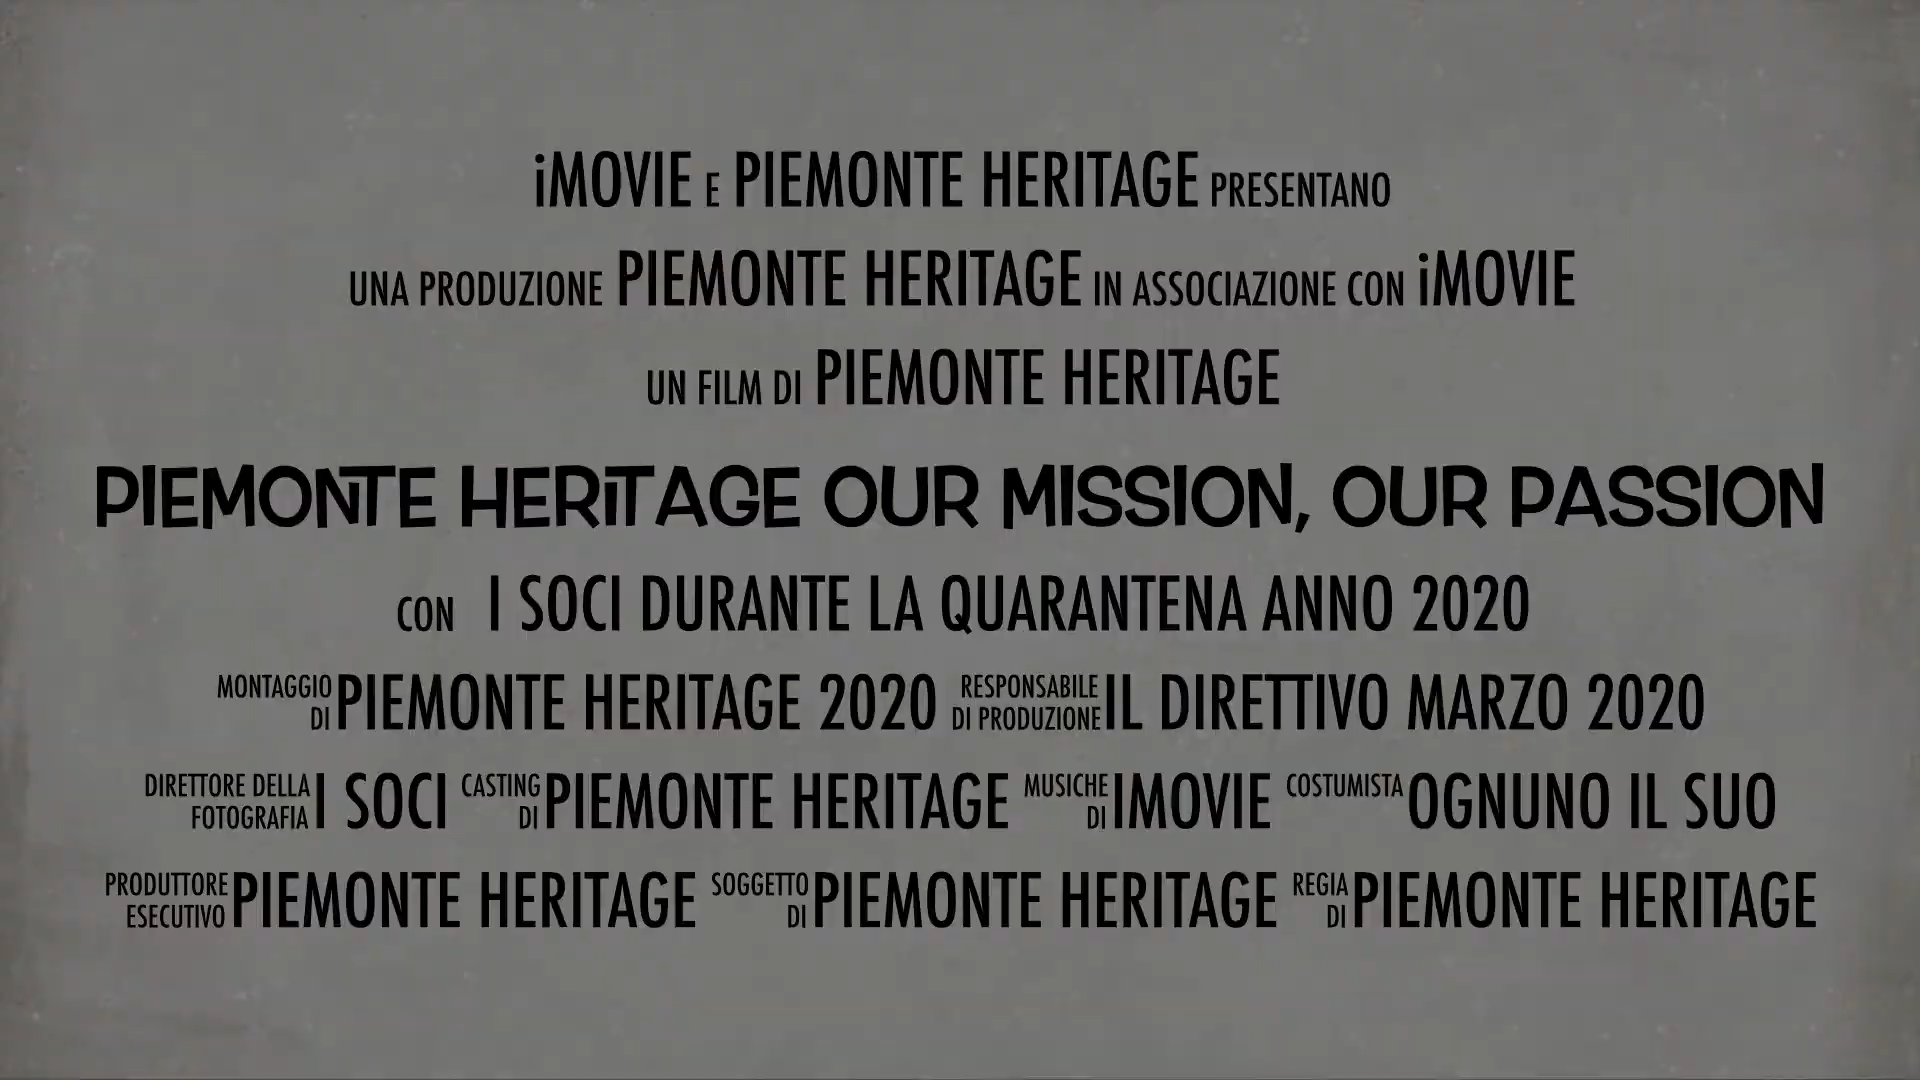 iMOVIE E PIEMONTE HERITAGE PRESENTANO
UNA PRODUZIONE PIEMONTE HERITAGE IN ASSOCIAZIONE CON iMOVIE
UN FILM DI PIEMONTE HERITAGE
PIEMONTE HERITAGE OUR MISSION, OUR PASSION
CON I SOCI DURANTE LA QUARANTENA ANNO 2020
MONTAGGIO DI PIEMONTE HERITAGE 2020 RESPONSABILE DI PRODUZIONE IL DIRETTIVO MARZO 2020
DIRETTORE DELLA FOTOGRAFIA I SOCI CASTING DI PIEMONTE HERITAGE MUSICHE DI IMOVIE COSTUMISTA OGNUNO IL SUO
PRODUTTORE ESECUTIVO PIEMONTE HERITAGE SOGGETTO DI PIEMONTE HERITAGE REGIA DI PIEMONTE HERITAGE